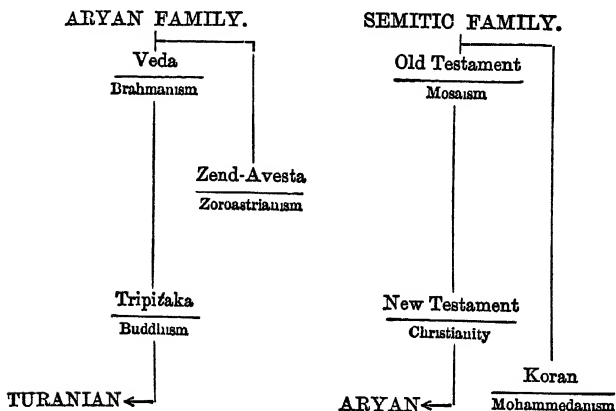 ARYAN FAMILY.
Veda
Brahmanism
Zend-Avesta
Zoroastrianism
Tripitaka
Buddhism
TURANIAN
SEMITIC FAMILY.
Old Testament
Mosaism
New Testament
Christianity
ARYAN
Koran
Mohammedanism